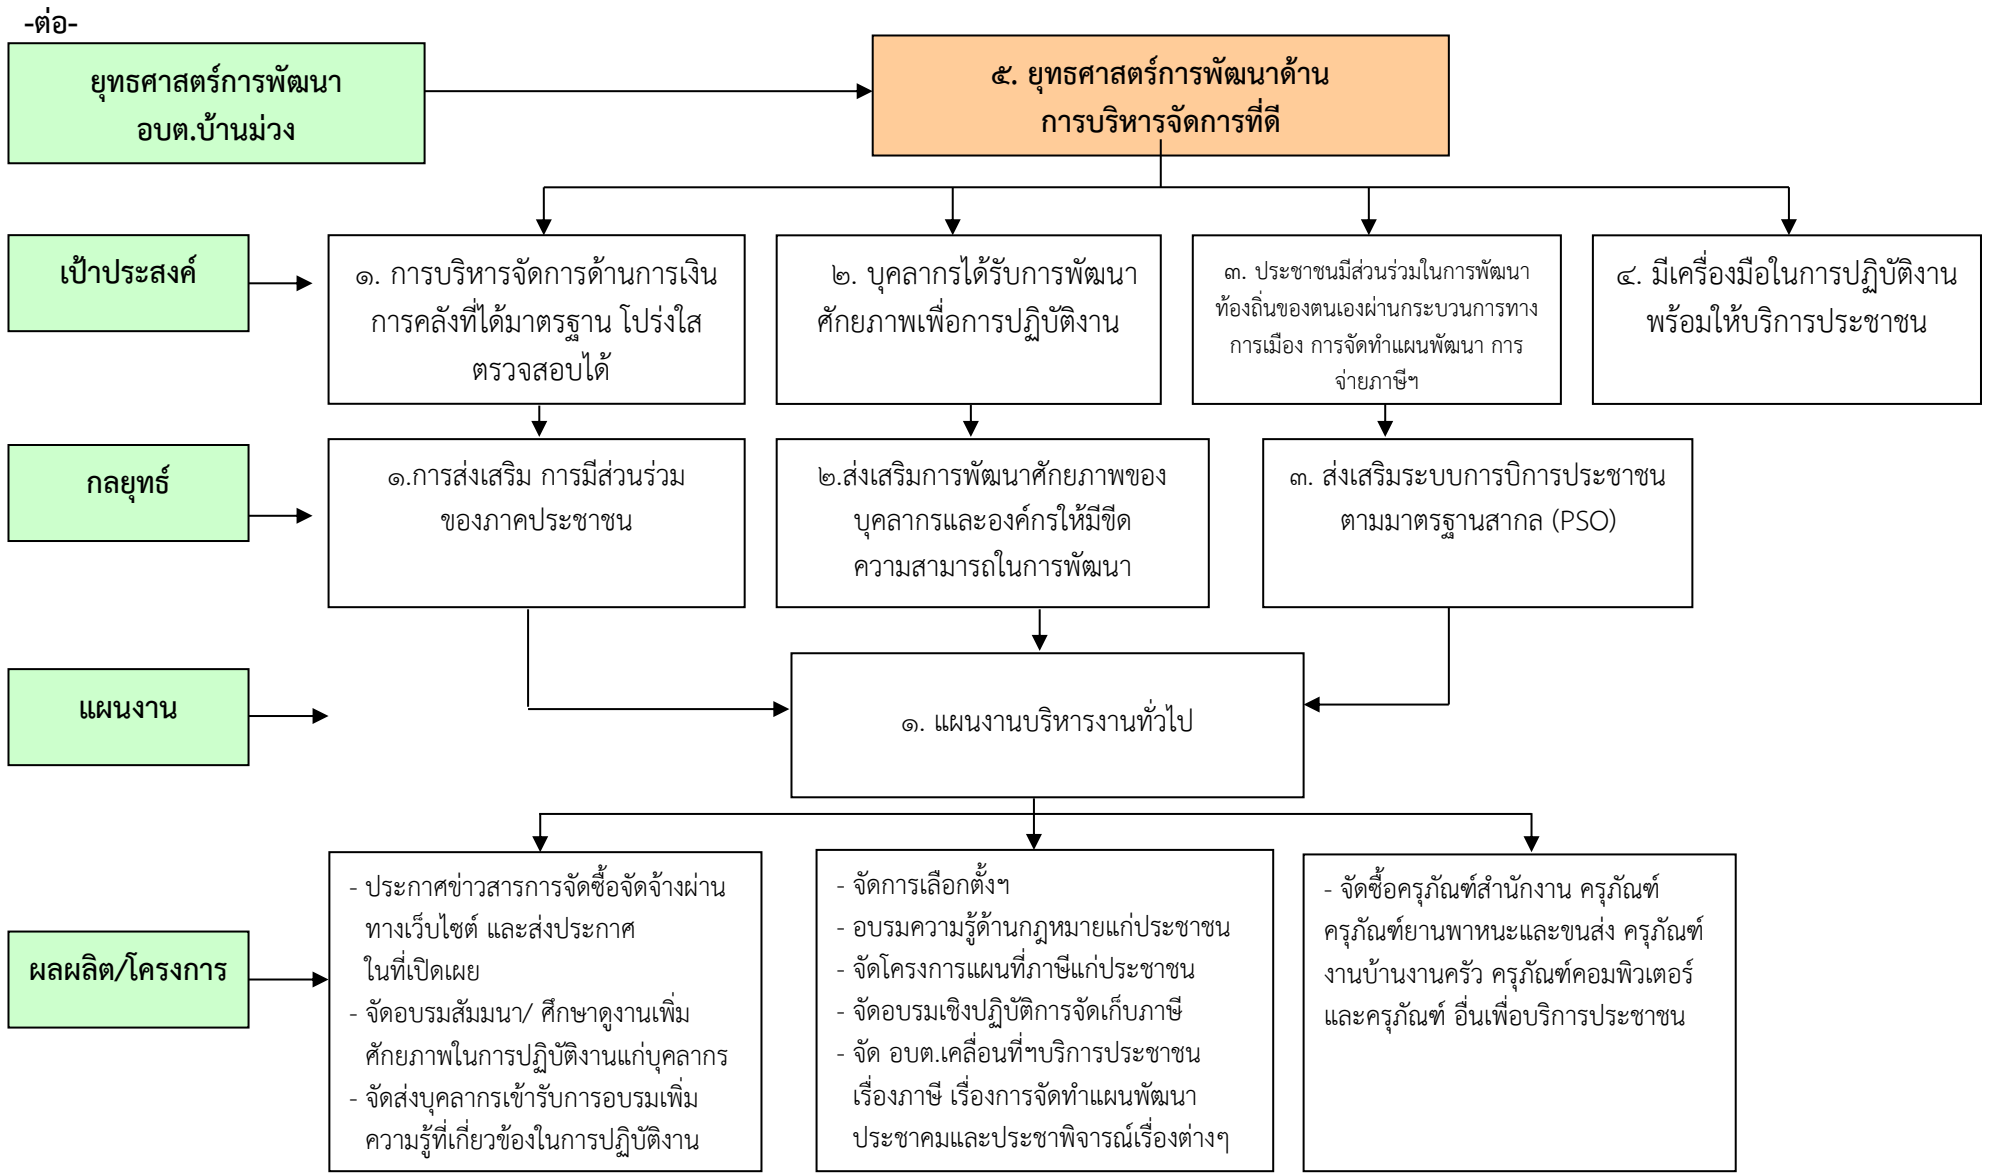 -ต่อ-
ยุทธศาสตร์การพัฒนา
อบต.บ้านม่วง
๕. ยุทธศาสตร์การพัฒนาด้าน
การบริหารจัดการที่ดี
เป้าประสงค์
๑. การบริหารจัดการด้านการเงิน
การคลังที่ได้มาตรฐาน โปร่งใส
ตรวจสอบได้
๒. บุคลากรได้รับการพัฒนา
ศักยภาพเพื่อการปฏิบัติงาน
๓. ประชาชนมีส่วนร่วมในการพัฒนา
ท้องถิ่นของตนเองผ่านกระบวนการทาง
การเมือง การจัดทำแผนพัฒนา การ
จ่ายภาษีฯ
๔. มีเครื่องมือในการปฏิบัติงาน
พร้อมให้บริการประชาชน
กลยุทธ์
๑.การส่งเสริม การมีส่วนร่วม
ของภาคประชาชน
๒.ส่งเสริมการพัฒนาศักยภาพของ
บุคลากรและองค์กรให้มีขีด
ความสามารถในการพัฒนา
๓. ส่งเสริมระบบการบิการประชาชน
ตามมาตรฐานสากล (PSO)
แผนงาน
๑. แผนงานบริหารงานทั่วไป
ผลผลิต/โครงการ
- ประกาศข่าวสารการจัดซื้อจัดจ้างผ่าน
ทางเว็บไซต์ และส่งประกาศ
ในที่เปิดเผย
- จัดอบรมสัมมนา/ ศึกษาดูงานเพิ่ม
ศักยภาพในการปฏิบัติงานแก่บุคลากร
- จัดส่งบุคลากรเข้ารับการอบรมเพิ่ม
ความรู้ที่เกี่ยวข้องในการปฏิบัติงาน
- จัดการเลือกตั้งฯ
- อบรมความรู้ด้านกฎหมายแก่ประชาชน
- จัดโครงการแผนที่ภาษีแก่ประชาชน
- จัดอบรมเชิงปฏิบัติการจัดเก็บภาษี
- จัด อบต.เคลื่อนที่ฯบริการประชาชน
เรื่องภาษี เรื่องการจัดทำแผนพัฒนา
ประชาคมและประชาพิจารณ์เรื่องต่างๆ
- จัดซื้อครุภัณฑ์สำนักงาน ครุภัณฑ์
ครุภัณฑ์ยานพาหนะและขนส่ง ครุภัณฑ์
งานบ้านงานครัว ครุภัณฑ์คอมพิวเตอร์
และครุภัณฑ์ อื่นเพื่อบริการประชาชน